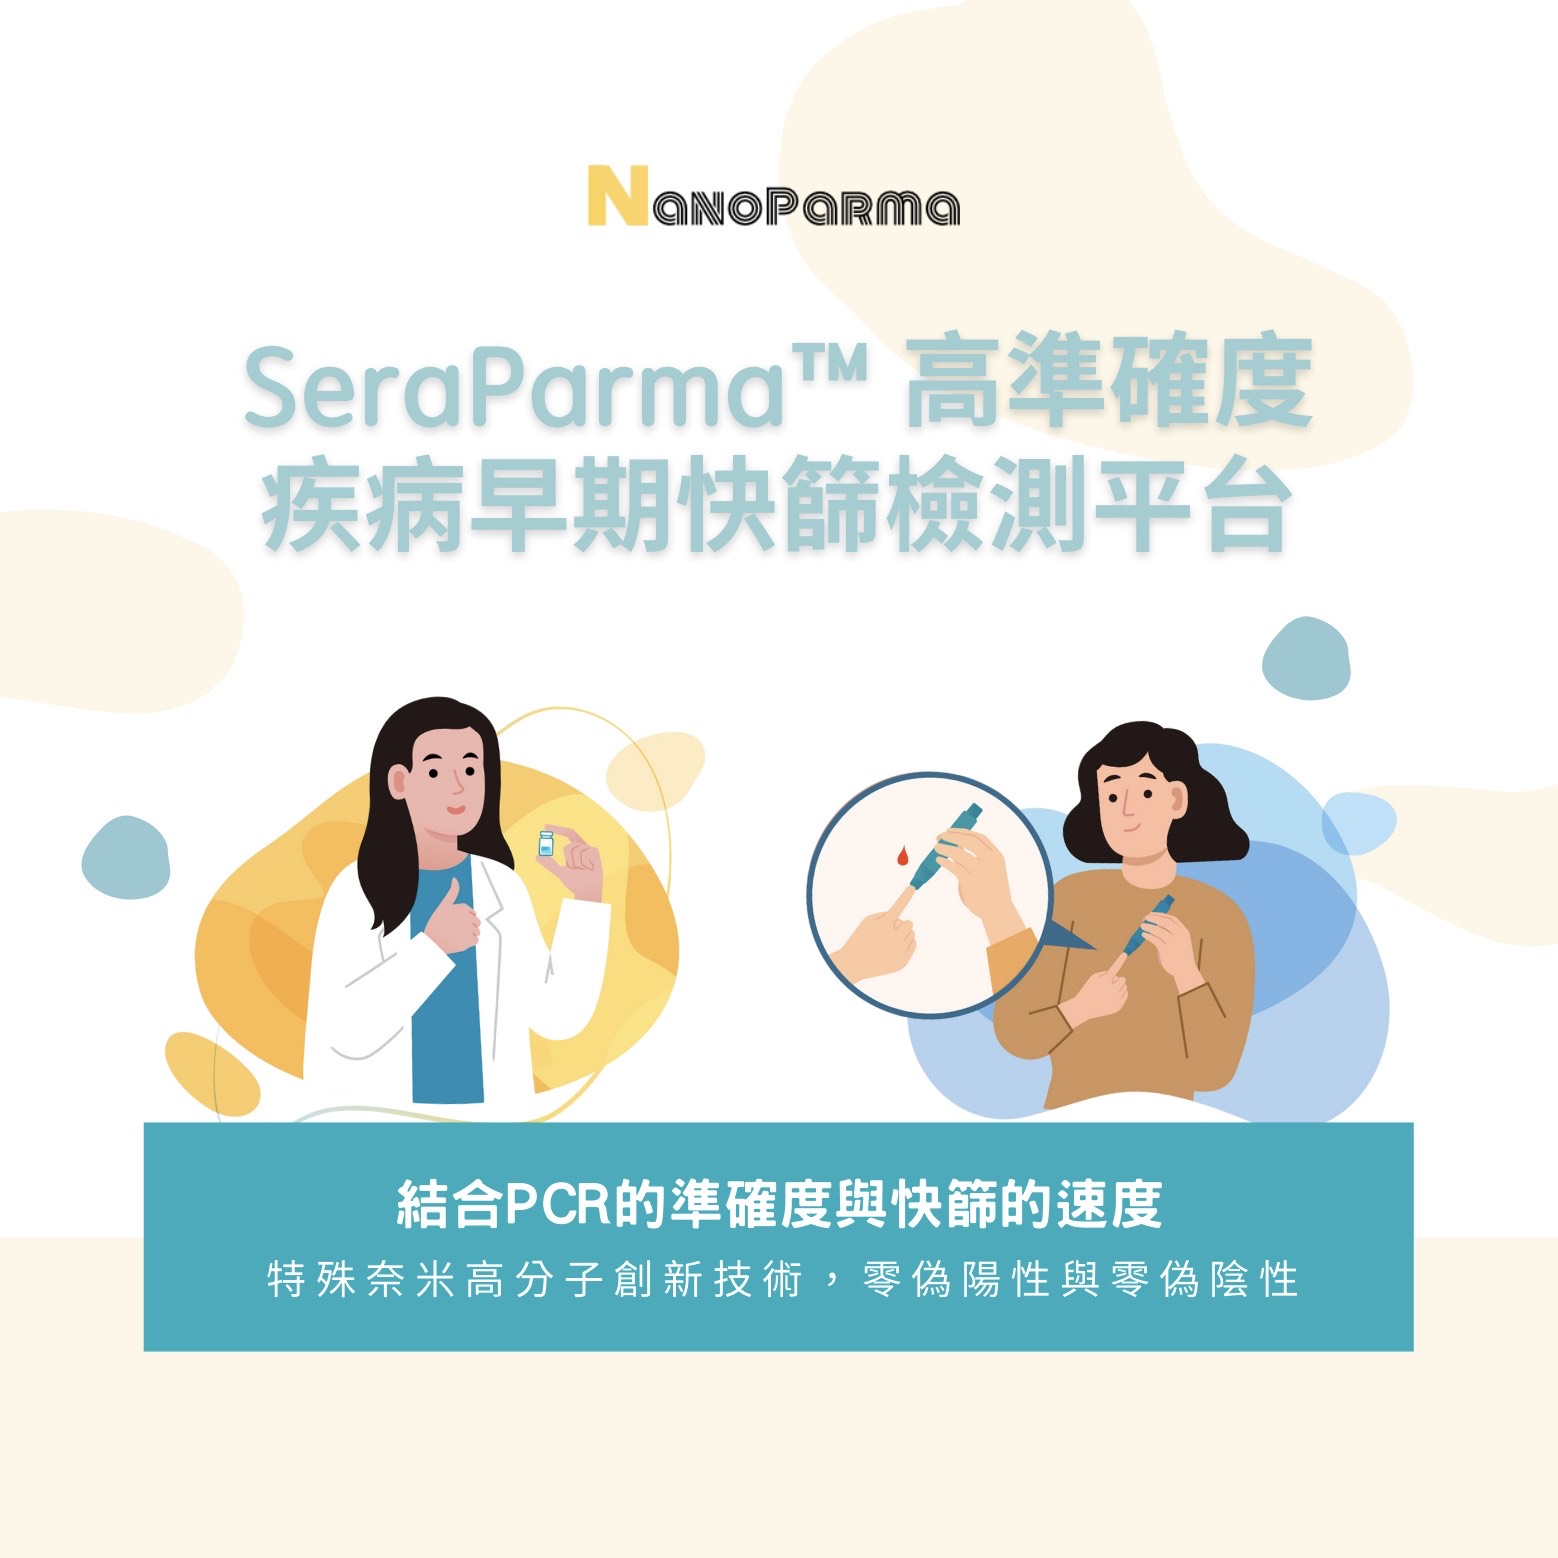 NanoParma
SeraParma™ 高準確度
疾病早期快篩檢測平台
結合PCR的準確度與快篩的速度
特殊奈米高分子創新技術，零偽陽性與零偽陰性